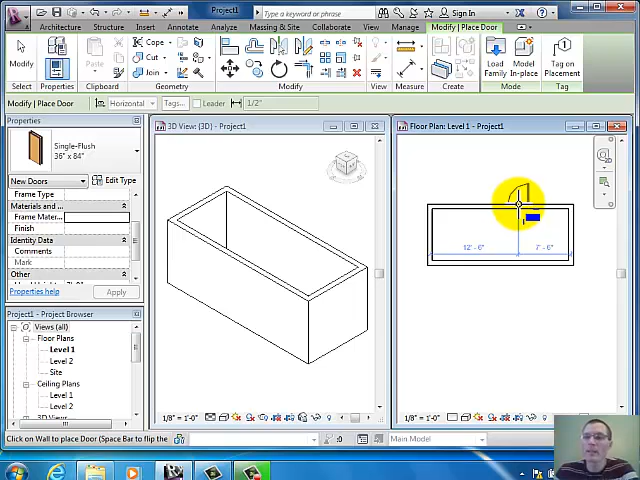 Project1
Type a keyword or phrase
Sign In
Architecture Structure Insert Annotate Analyze Massing & Site Collaborate View Manage Modify | Place Door
Modify
Paste
Cope
Cut
Join
Load Family
Model In-place
Tag on Placement
Select Properties Clipboard Geometry Modify View Measure Create Mode Tag
Modify | Place Door Horizontal Tags... Leader 1/2"
Properties
Single-Flush
36" x 84"
New Doors Edit Type
Frame Type
Materials and ...
Frame Mater...
Finish
Identity Data
Comments
Mark
Other
Properties help Apply
Project1 - Project Browser
Views (all)
Floor Plans
Level 1
Level 2
Site
Ceiling Plans
Level 1
Level 2
3D Views
3D View: {3D} - Project1
1/8" = 1'-0"
Floor Plan: Level 1 - Project1
12' - 6" 7' - 6"
1/8" = 1'-0"
Click on Wall to place Door (Space Bar to flip the
:0 Main Model